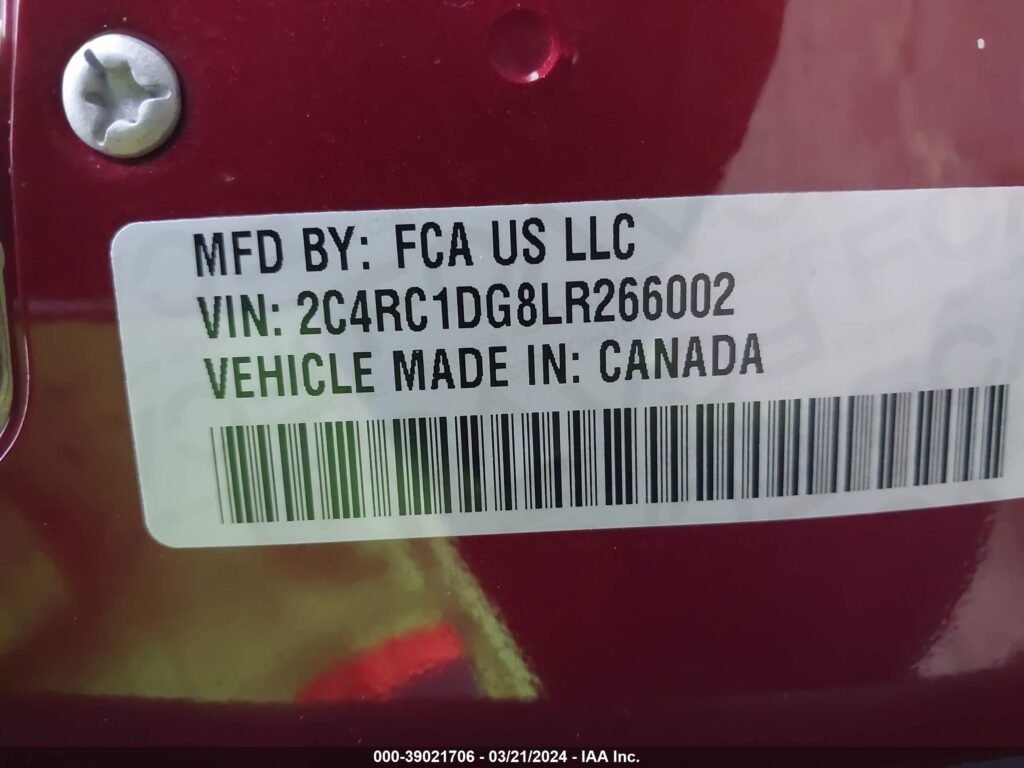 MFD BY: FCA US LLC
VIN: 2C4RC1DG8LR266002
VEHICLE MADE IN: CANADA
000-39021706 - 03/21/2024 - IAA Inc.